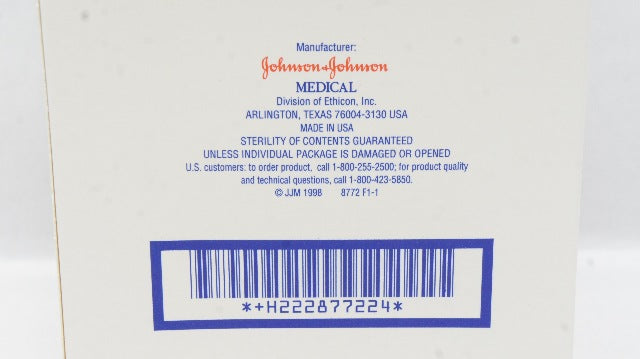 Manufacturer:
Johnson+Johnson
MEDICAL
Division of Ethicon, Inc.
ARLINGTON, TEXAS 76004-3130 USA
MADE IN USA
STERILITY OF CONTENTS GUARANTEED
UNLESS INDIVIDUAL PACKAGE IS DAMAGED OR OPENED
U.S. customers: to order product, call 1-800-255-2500; for product quality
and technical questions, call 1-800-423-5850.
© JJM 1998 8772 F1-1
*+H222877224*